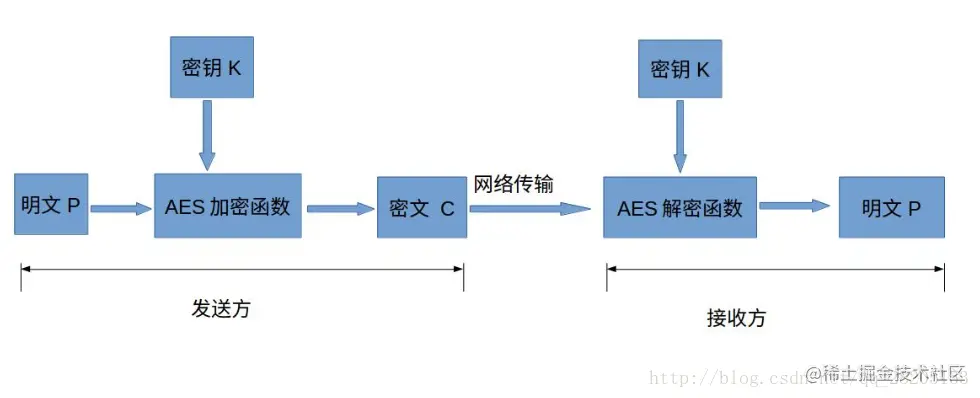 密钥 K
密钥 K
明文 P
AES 加密函数
密文 C
网络传输
AES 解密函数
明文 P
发送方
接收方
@稀土掘金技术社区
http://blog.csdn.net/